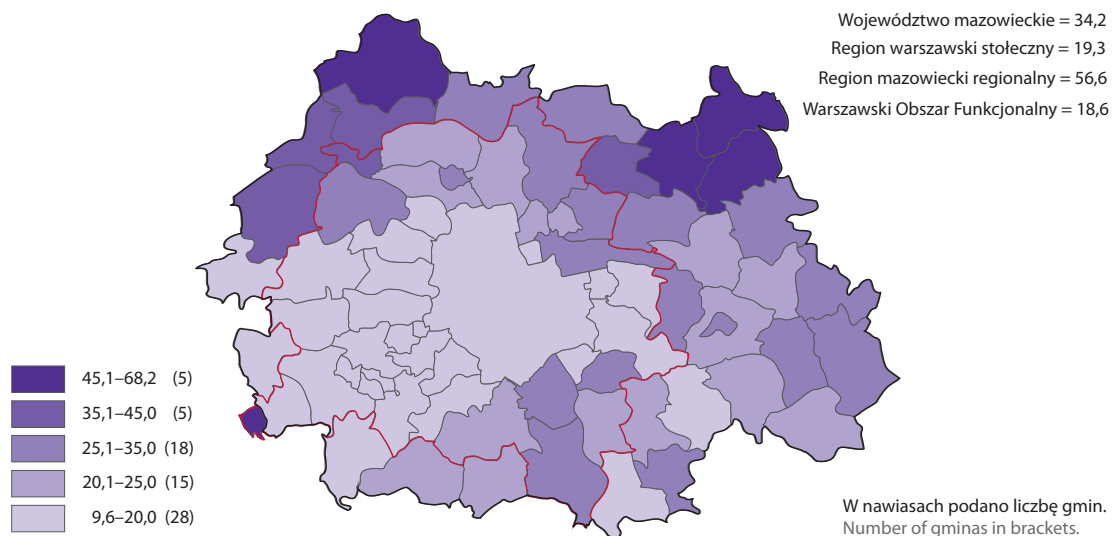 Województwo mazowieckie = 34,2
Region warszawski stołeczny = 19,3
Region mazowiecki regionalny = 56,6
Warszawski Obszar Funkcjonalny = 18,6
45,1–68,2 (5)
35,1–45,0 (5)
25,1–35,0 (18)
20,1–25,0 (15)
9,6–20,0 (28)
W nawiasach podano liczbę gmin.
Number of gminas in brackets.